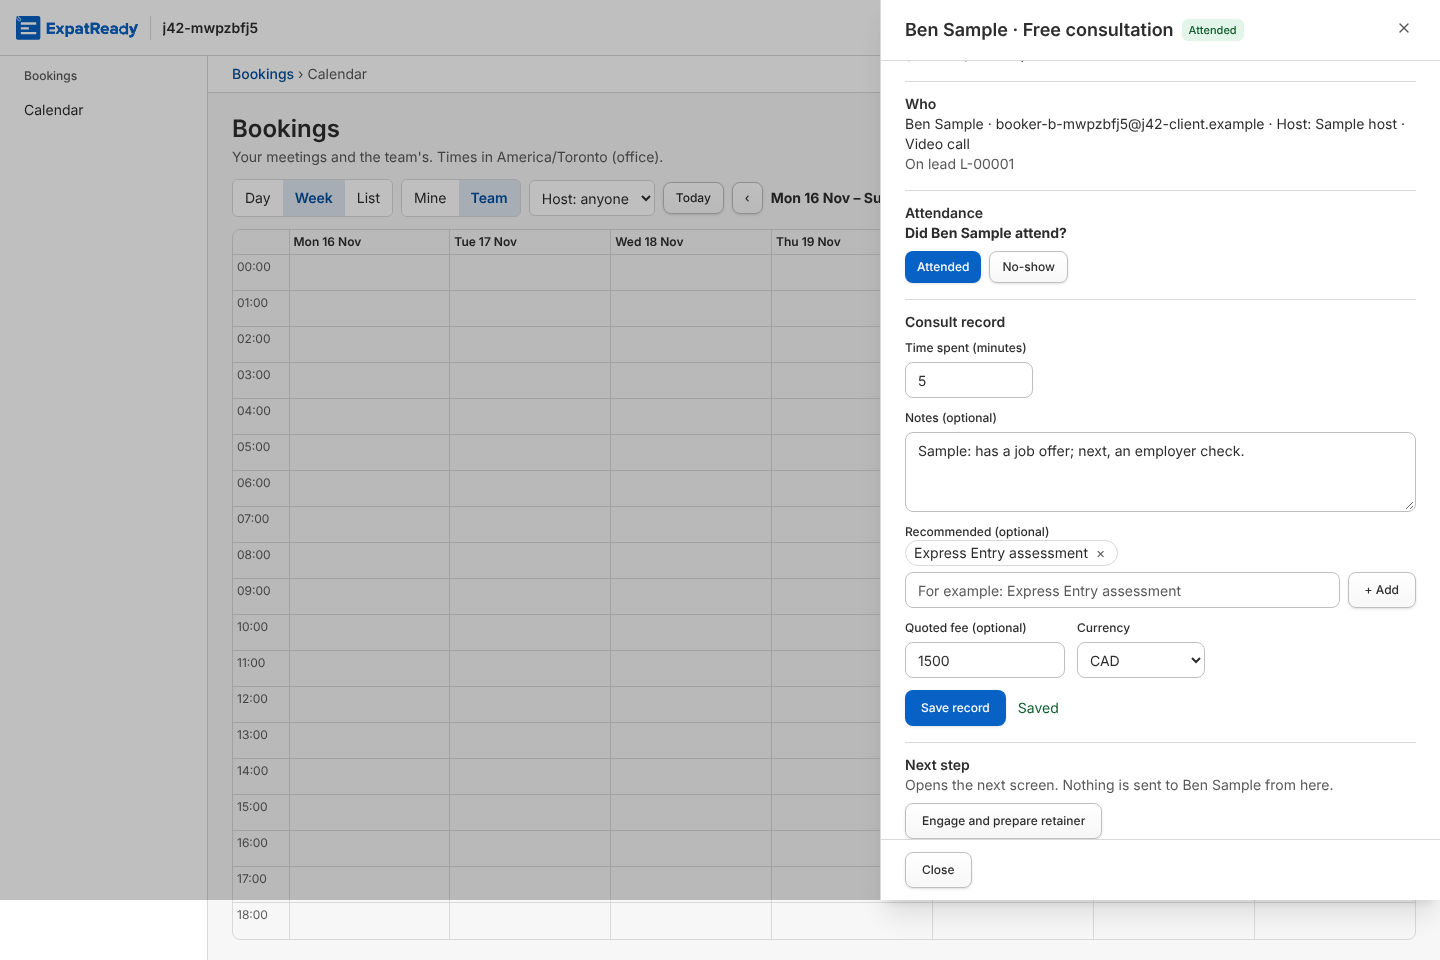 ExpatReady
j42-mwpzbfj5
Bookings
Calendar
Bookings › Calendar
Bookings
Your meetings and the team's. Times in America/Toronto (office).
Day Week List Mine Team Host: anyone Today ‹ Mon 16 Nov – Su
Mon 16 Nov Tue 17 Nov Wed 18 Nov Thu 19 Nov
00:00
01:00
02:00
03:00
04:00
05:00
06:00
07:00
08:00
09:00
10:00
11:00
12:00
13:00
14:00
15:00
16:00
17:00
18:00
Ben Sample · Free consultation Attended ×
Who
Ben Sample · booker-b-mwpzbfj5@j42-client.example · Host: Sample host ·
Video call
On lead L-00001
Attendance
Did Ben Sample attend?
Attended No-show
Consult record
Time spent (minutes)
5
Notes (optional)
Sample: has a job offer; next, an employer check.
Recommended (optional)
Express Entry assessment ×
For example: Express Entry assessment + Add
Quoted fee (optional) Currency
1500 CAD
Save record Saved
Next step
Opens the next screen. Nothing is sent to Ben Sample from here.
Engage and prepare retainer
Close